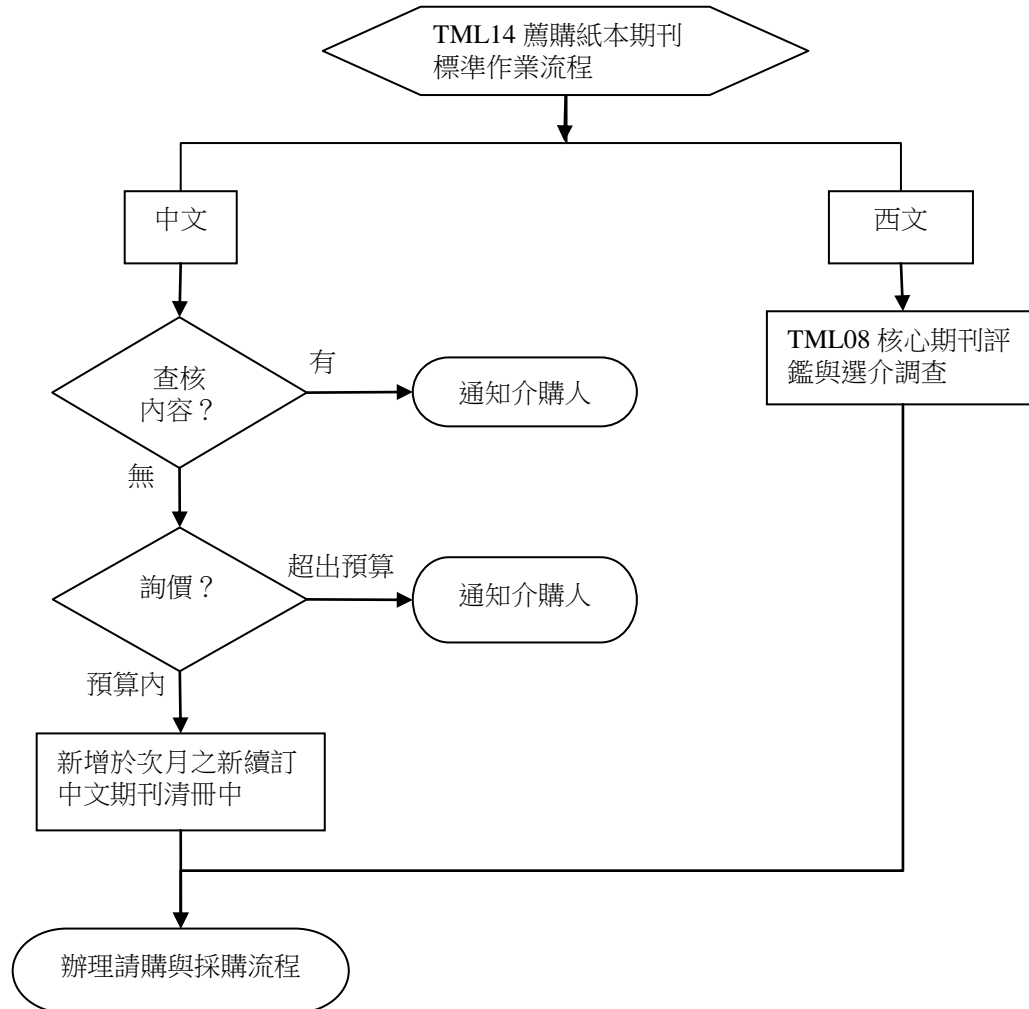 TML14 薦購紙本期刊
標準作業流程
中文
西文
TML08 核心期刊評
鑑與選介調查
查核
內容？
有
通知介購人
無
詢價？
超出預算
通知介購人
預算內
新增於次月之新續訂
中文期刊清冊中
辦理請購與採購流程